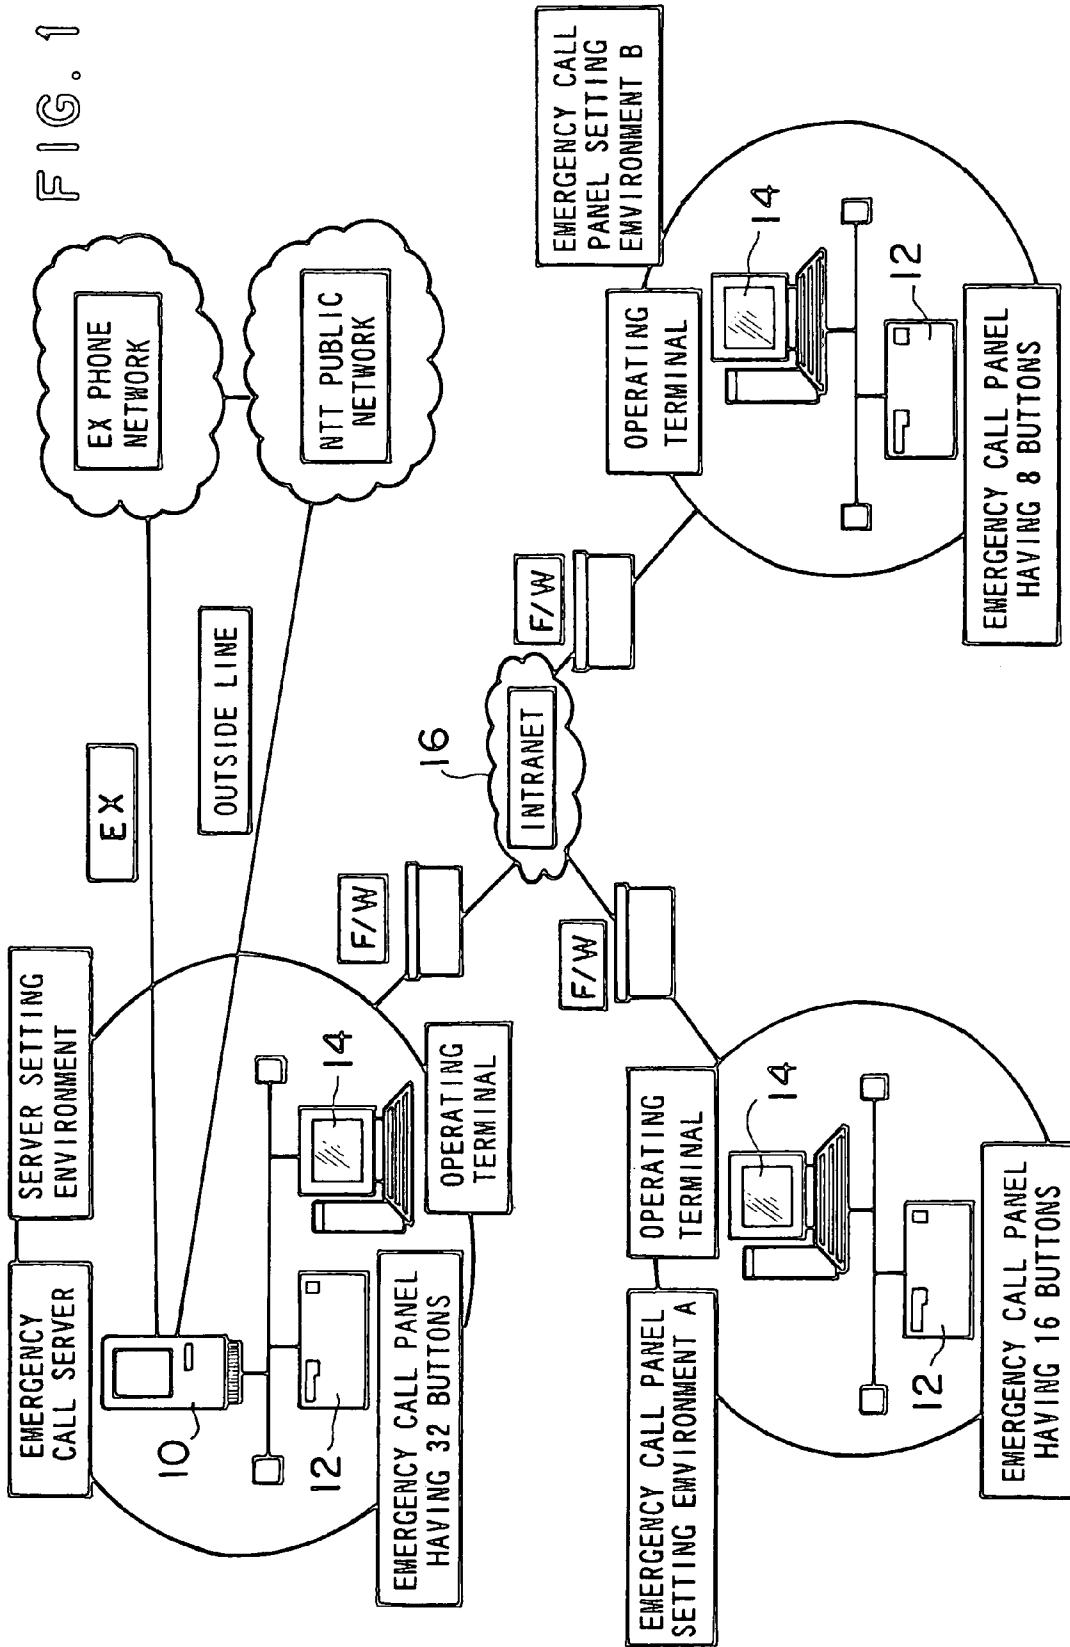 FIG. 1
EMERGENCY
CALL SERVER
SERVER SETTING
ENVIRONMENT
EX
EX PHONE
NETWORK
OUTSIDE LINE
NTT PUBLIC
NETWORK
10
12
14
EMERGENCY CALL PANEL
HAVING 32 BUTTONS
OPERATING
TERMINAL
F/W
16
INTRANET
F/W
F/W
EMERGENCY CALL
PANEL SETTING
EMVIRONMENT B
OPERATING
TERMINAL
14
12
EMERGENCY CALL PANEL
HAVING 8 BUTTONS
EMERGENCY CALL PANEL
SETTING EMVIRONMENT A
OPERATING
TERMINAL
14
12
EMERGENCY CALL PANEL
HAVING 16 BUTTONS